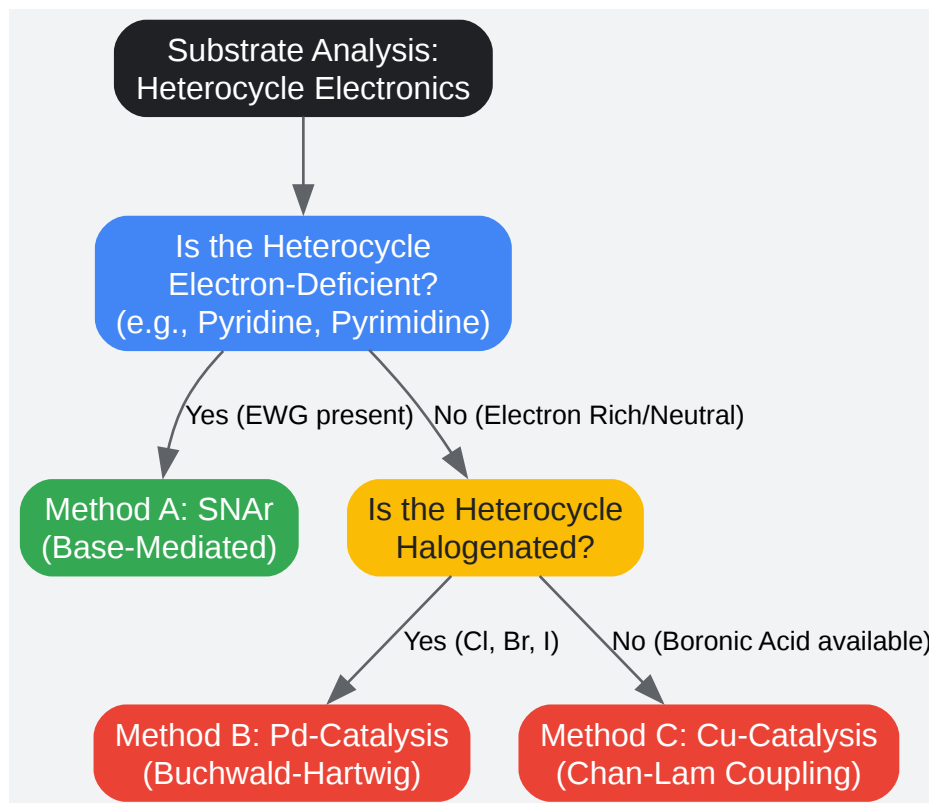 Substrate Analysis:
Heterocycle Electronics
Is the Heterocycle
Electron-Deficient?
(e.g., Pyridine, Pyrimidine)
Yes (EWG present)
No (Electron Rich/Neutral)
Method A: SNAr
(Base-Mediated)
Is the Heterocycle
Halogenated?
Yes (Cl, Br, I)
No (Boronic Acid available)
Method B: Pd-Catalysis
(Buchwald-Hartwig)
Method C: Cu-Catalysis
(Chan-Lam Coupling)